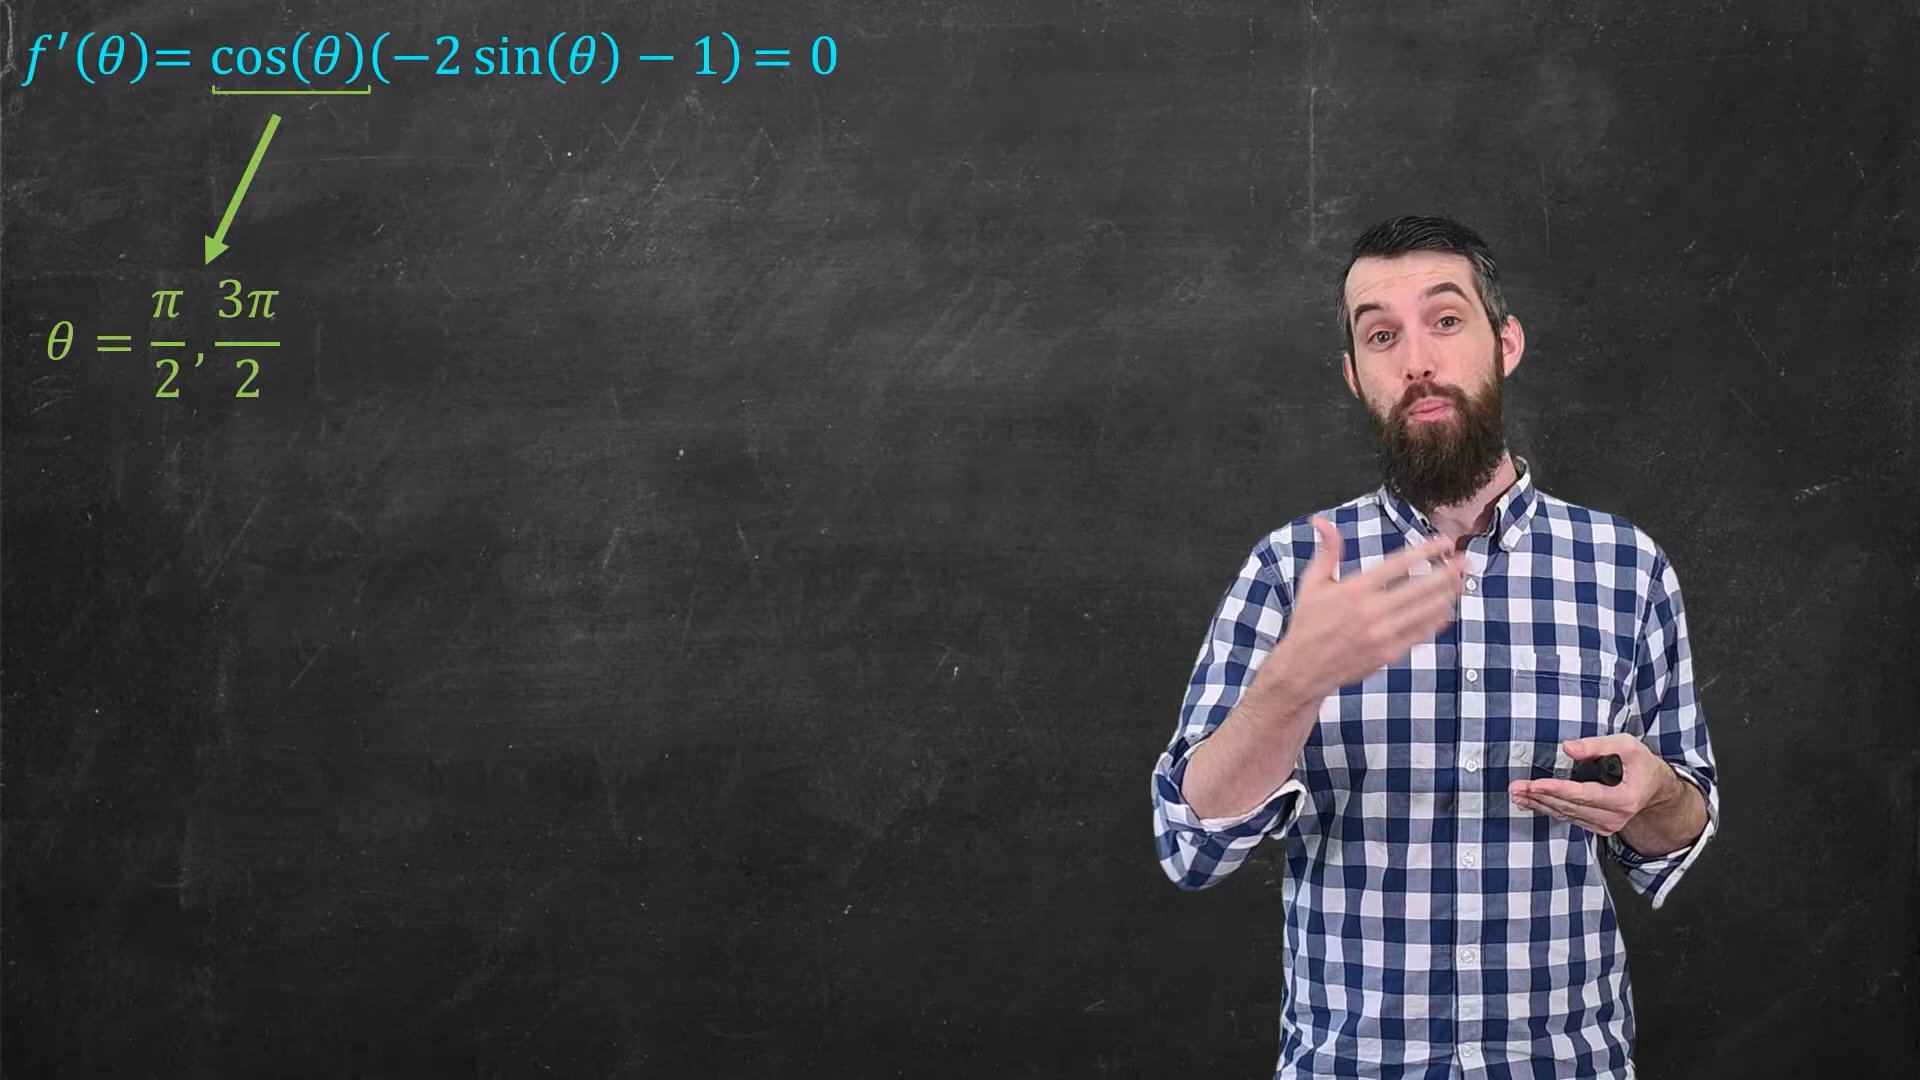 f′(θ)= cos(θ)(−2 sin(θ) − 1) = 0
θ = π/2, 3π/2